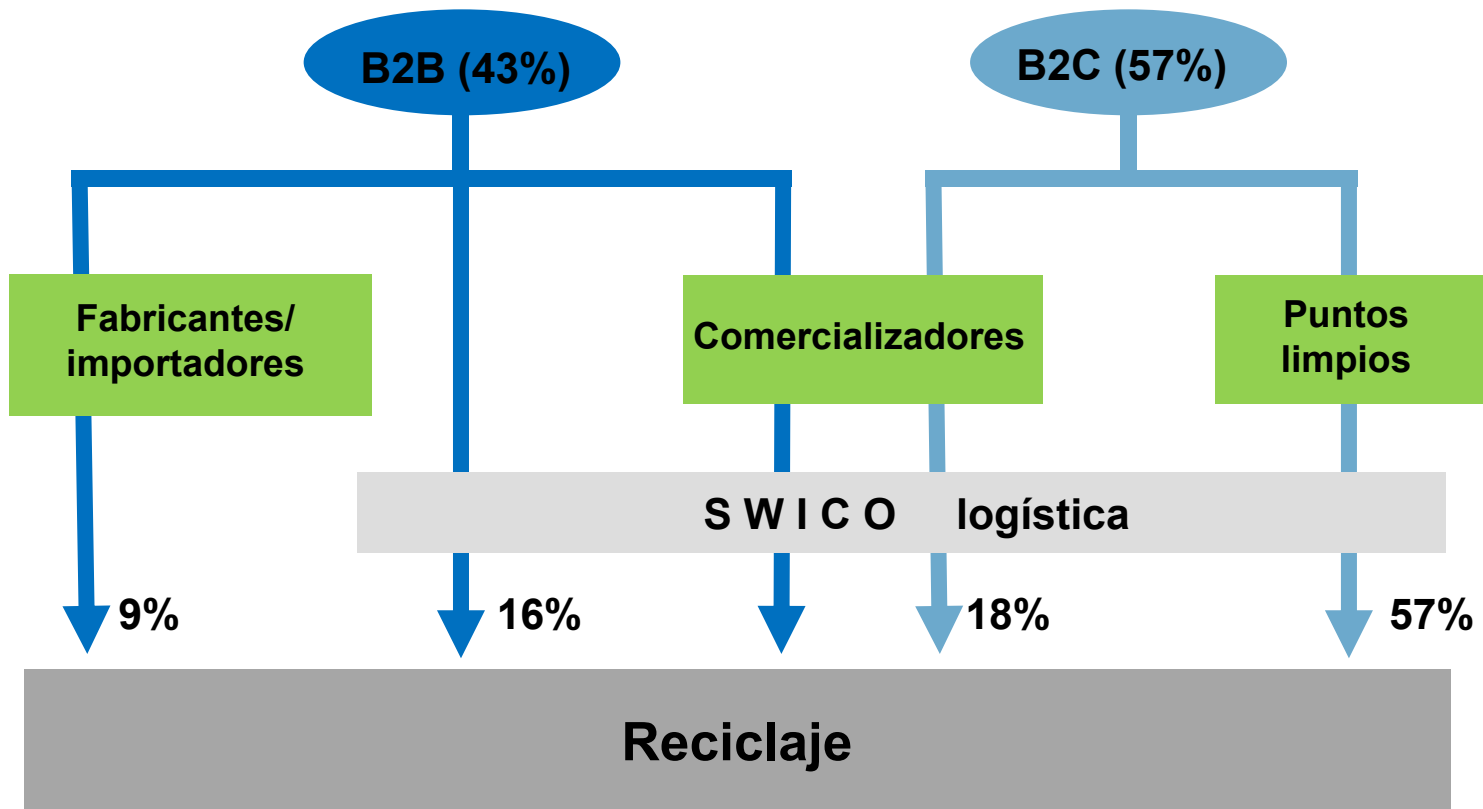 B2B (43%)
B2C (57%)
Fabricantes/
importadores
Comercializadores
Puntos
limpios
S W I C O logística
9%
16%
18%
57%
Reciclaje